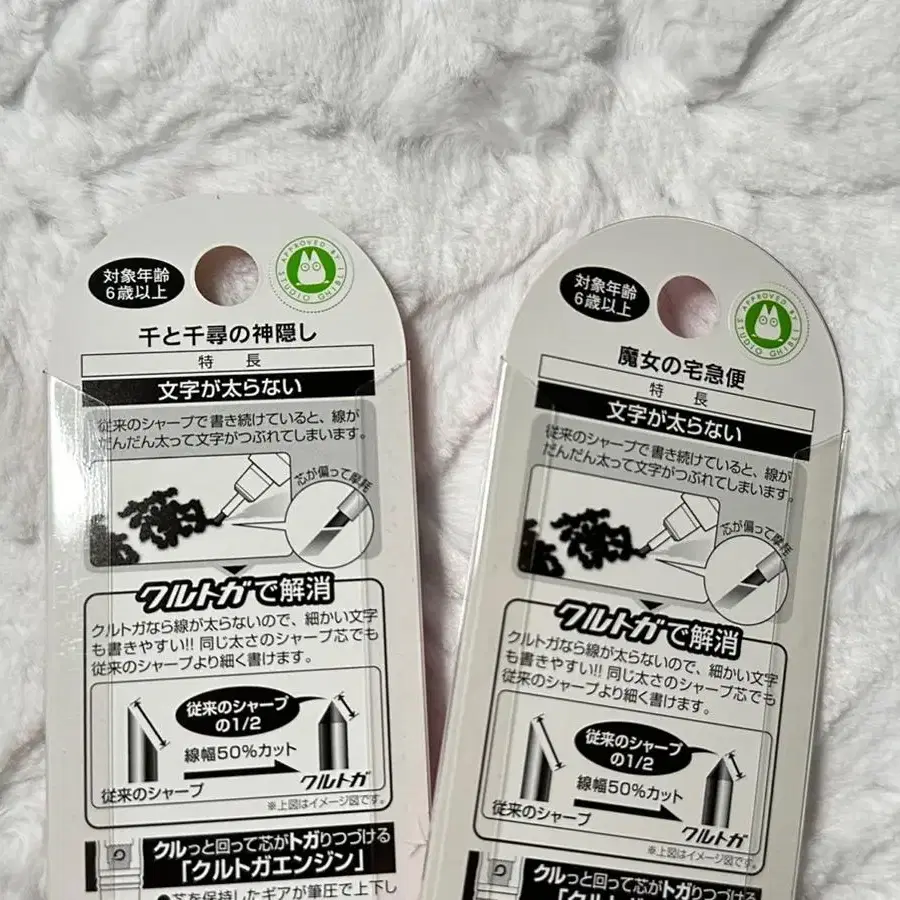 対象年齢
6歳以上
APPROVED BY
STUDIO GHIBLI
千と千尋の神隠し
特 長
文字が太らない
従来のシャープで書き続けていると、線が
だんだん太って文字がつぶれてしまいます。
芯が偏って摩耗
クルトガで解消
クルトガなら線が太らないので、細かい文字
も書きやすい!! 同じ太さのシャープ芯でも
従来のシャープより細く書けます。
従来のシャープ
の1/2
線幅50%カット
従来のシャープ
クルトガ
※上図はイメージ図です。
クルっと回って芯がトガりつづける
「クルトガエンジン」
●芯を保持したギアが筆圧で上下し
対象年齢
6歳以上
APPROVED BY
STUDIO GHIBLI
魔女の宅急便
特 長
文字が太らない
従来のシャープで書き続けていると、線が
だんだん太って文字がつぶれてしまいます。
芯が偏って摩耗
クルトガで解消
クルトガなら線が太らないので、細かい文字
も書きやすい!! 同じ太さのシャープ芯でも
従来のシャープより細く書けます。
従来のシャープ
の1/2
線幅50%カット
従来のシャープ
クルトガ
※上図はイメージ図です。
クルっと回って芯がトガりつづける